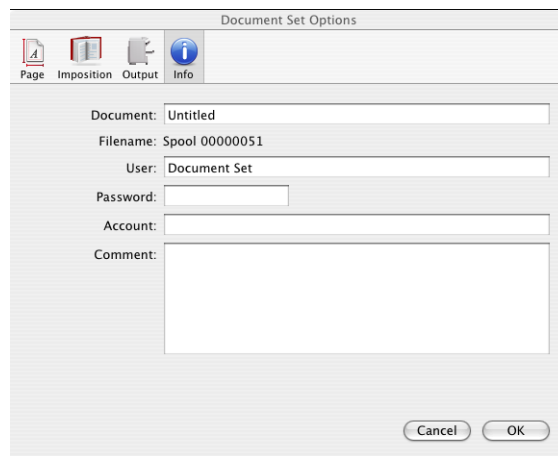 Document Set Options
Page Imposition Output Info
Document: Untitled
Filename: Spool 00000051
User: Document Set
Password:
Account:
Comment:
Cancel OK